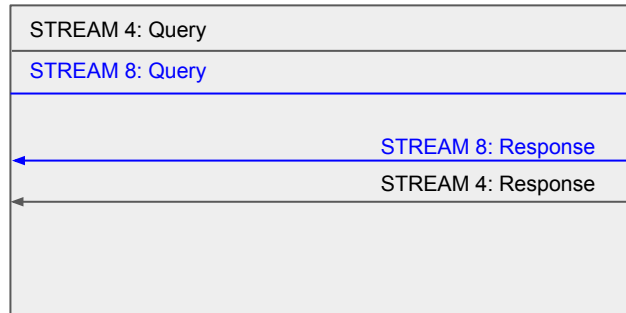 STREAM 4: Query
STREAM 8: Query
STREAM 8: Response
STREAM 4: Response